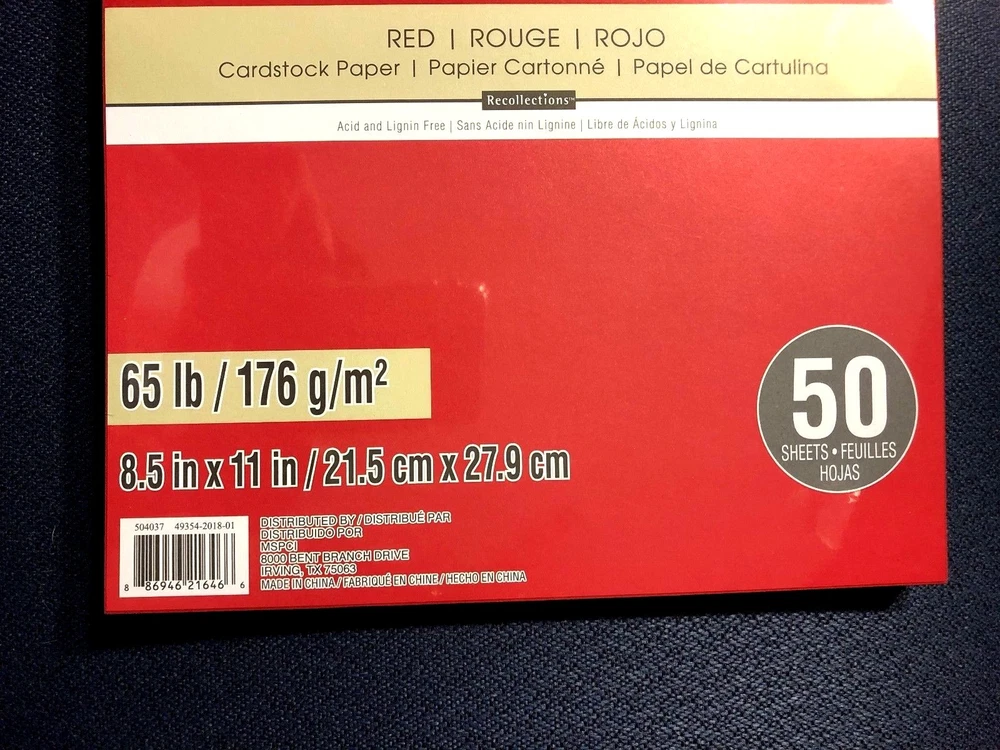 RED | ROUGE | ROJO
Cardstock Paper | Papier Cartonné | Papel de Cartulina
Recollections™
Acid and Lignin Free | Sans Acide nin Lignine | Libre de Ácidos y Lignina
65 lb / 176 g/m²
8.5 in x 11 in / 21.5 cm x 27.9 cm
50
SHEETS • FEUILLES
HOJAS
504037 49354-2018-01
8 86946 21646 6
DISTRIBUTED BY / DISTRIBUÉ PAR
DISTRIBUIDO POR
MSPCI
8000 BENT BRANCH DRIVE
IRVING, TX 75063
MADE IN CHINA / FABRIQUÉ EN CHINE / HECHO EN CHINA